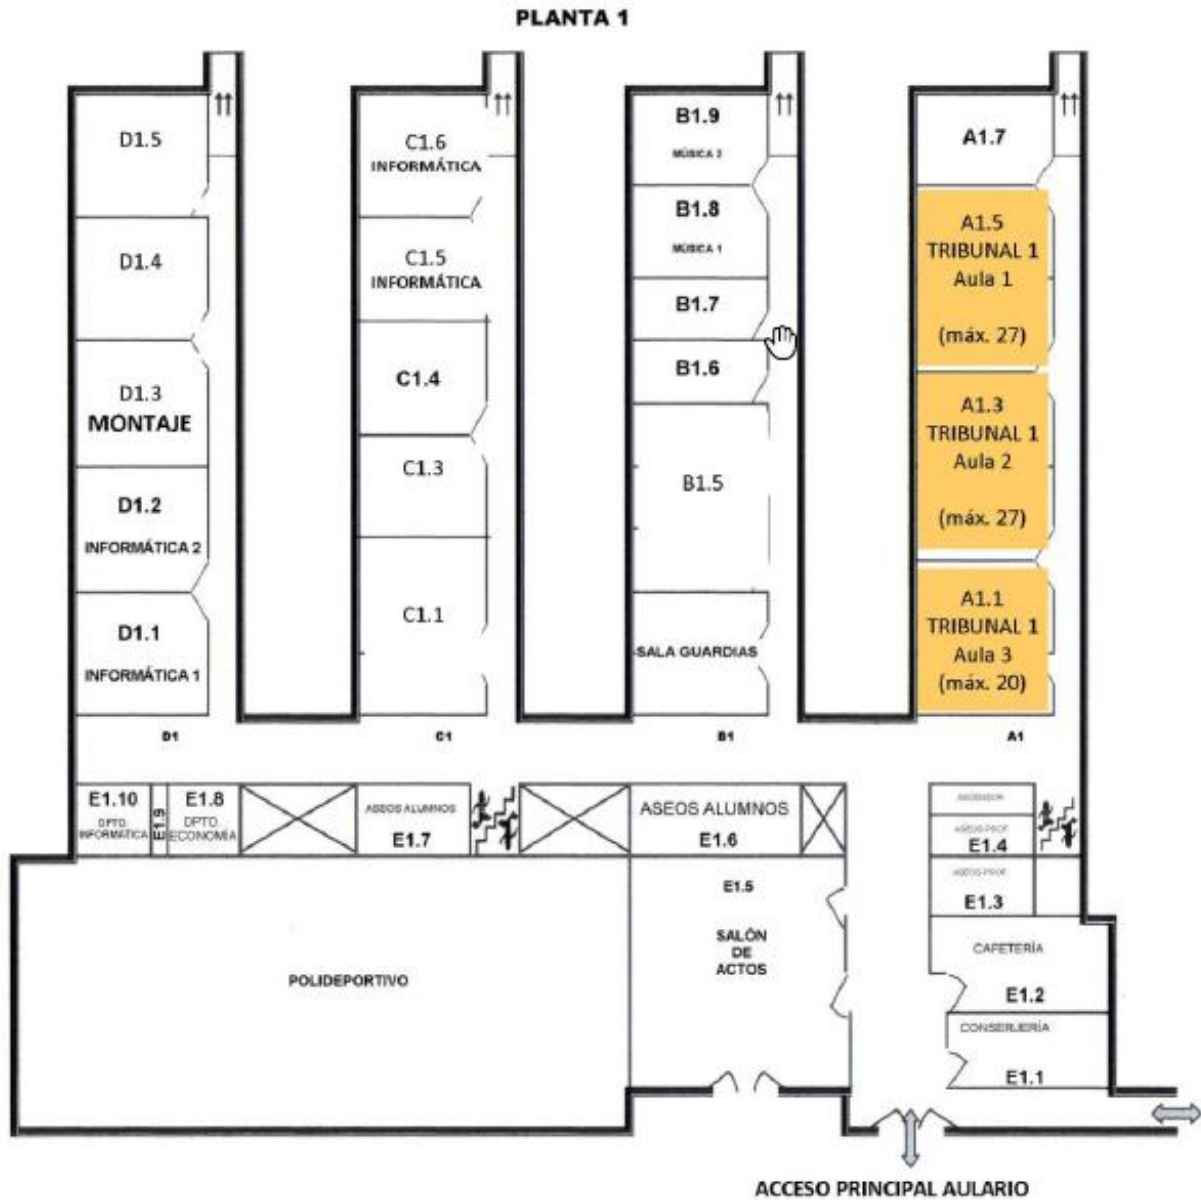 PLANTA 1
D1.5
D1.4
D1.3
MONTAJE
D1.2
INFORMÁTICA 2
D1.1
INFORMÁTICA 1
D1
C1.6
INFORMÁTICA
C1.5
INFORMÁTICA
C1.4
C1.3
C1.1
C1
B1.9
MÚSICA 2
B1.8
MÚSICA 1
B1.7
B1.6
B1.5
SALA GUARDIAS
B1
A1.7
A1.5
TRIBUNAL 1
Aula 1
(máx. 27)
A1.3
TRIBUNAL 1
Aula 2
(máx. 27)
A1.1
TRIBUNAL 1
Aula 3
(máx. 20)
A1
E1.10
DPTO.
INFORMÁTICA
E1.9
E1.8
DPTO.
ECONOMÍA
ASEOS ALUMNOS
E1.7
ASEOS ALUMNOS
E1.6
ASCENSOR
ASEOS PROF.
E1.4
ASEOS PROF.
E1.3
CAFETERÍA
E1.2
CONSERJERÍA
E1.1
E1.5
SALÓN
DE
ACTOS
POLIDEPORTIVO
ACCESO PRINCIPAL AULARIO